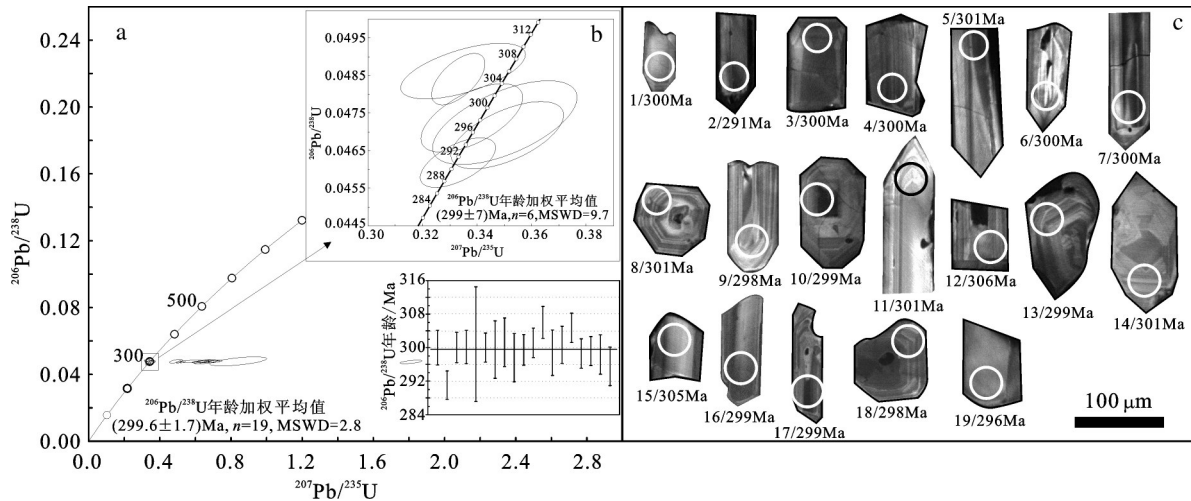 a
0.24
0.20
0.16
0.12
0.08
0.04
0.00
206Pb/238U
500
300
206Pb/238U年龄加权平均值
(299.6±1.7)Ma, n=19, MSWD=2.8
0.0
0.4
0.8
1.2
1.6
2.0
2.4
2.8
207Pb/235U
b
0.0495
0.0485
0.0475
0.0465
0.0455
0.0445
206Pb/238U
312
308
304
300
296
292
288
284
206Pb/238U年龄加权平均值
(299±7)Ma,n=6,MSWD=9.7
0.30
0.32
0.34
0.36
0.38
207Pb/235U
206Pb/238U年龄/Ma
316
308
300
292
284
c
5/301Ma
1/300Ma
2/291Ma
3/300Ma
4/300Ma
6/300Ma
7/300Ma
8/301Ma
9/298Ma
10/299Ma
11/301Ma
12/306Ma
13/299Ma
14/301Ma
15/305Ma
16/299Ma
17/299Ma
18/298Ma
19/296Ma
100 μm